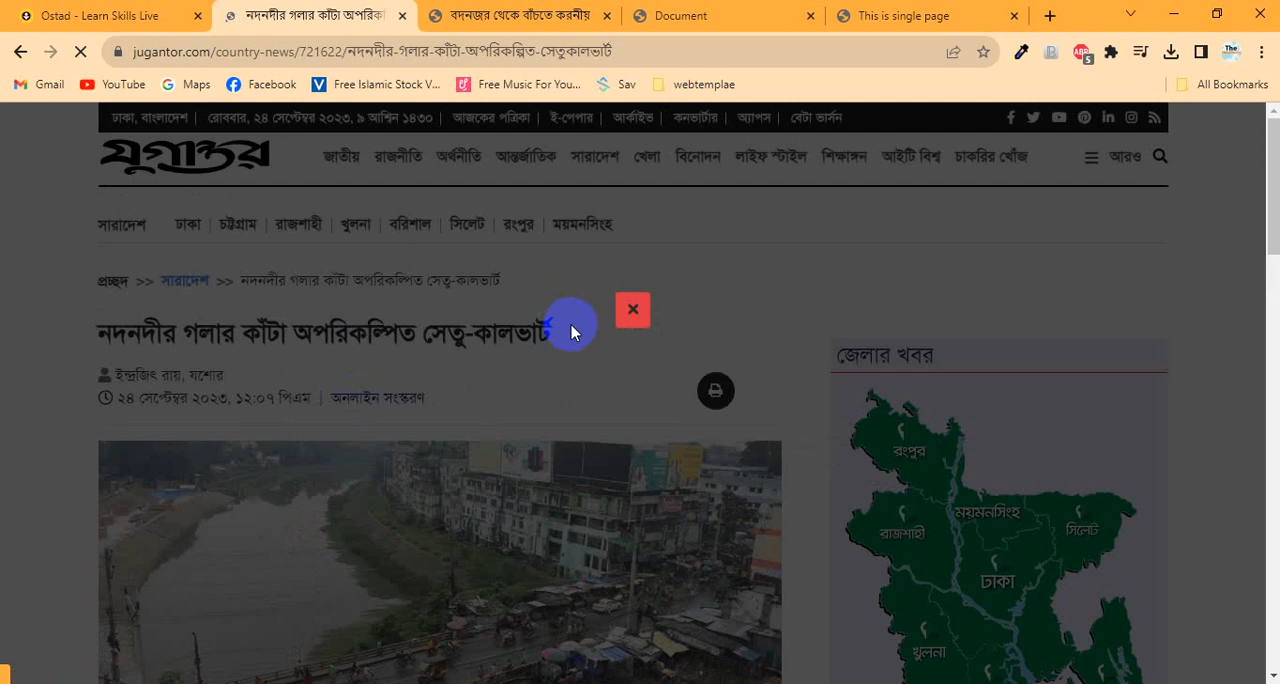 Ostad - Learn Skills Live
নদনদীর গলার কাঁটা অপরিক
বদনজর থেকে বাঁচতে করনীয়
Document
This is single page
jugantor.com/country-news/721622/নদনদীর-গলার-কাঁটা-অপরিকল্পিত-সেতুকালভার্ট
ABP
5
The
Gmail
YouTube
Maps
Facebook
Free Islamic Stock V...
Free Music For You...
Sav
webtemplae
All Bookmarks
ঢাকা, বাংলাদেশ
রোববার, ২৪ সেপ্টেম্বর ২০২৩, ৯ আশ্বিন ১৪৩০
আজকের পত্রিকা
ই-পেপার
আর্কাইভ
কনভার্টার
অ্যাপস
বেটা ভার্সন
যুগান্তর
জাতীয়
রাজনীতি
অর্থনীতি
আন্তর্জাতিক
সারাদেশ
খেলা
বিনোদন
লাইফ স্টাইল
শিক্ষাঙ্গন
আইটি বিশ্ব
চাকরির খোঁজ
আরও
সারাদেশ
ঢাকা
চট্টগ্রাম
রাজশাহী
খুলনা
বরিশাল
সিলেট
রংপুর
ময়মনসিংহ
প্রচ্ছদ >> সারাদেশ >> নদনদীর গলার কাঁটা অপরিকল্পিত সেতু-কালভার্ট
নদনদীর গলার কাঁটা অপরিকল্পিত সেতু-কালভার্ট
ইন্দ্রজিৎ রায়, যশোর
২৪ সেপ্টেম্বর ২০২৩, ১২:০৭ পিএম | অনলাইন সংস্করণ
জেলার খবর
রংপুর
ময়মনসিংহ
সিলেট
রাজশাহী
ঢাকা
খুলনা